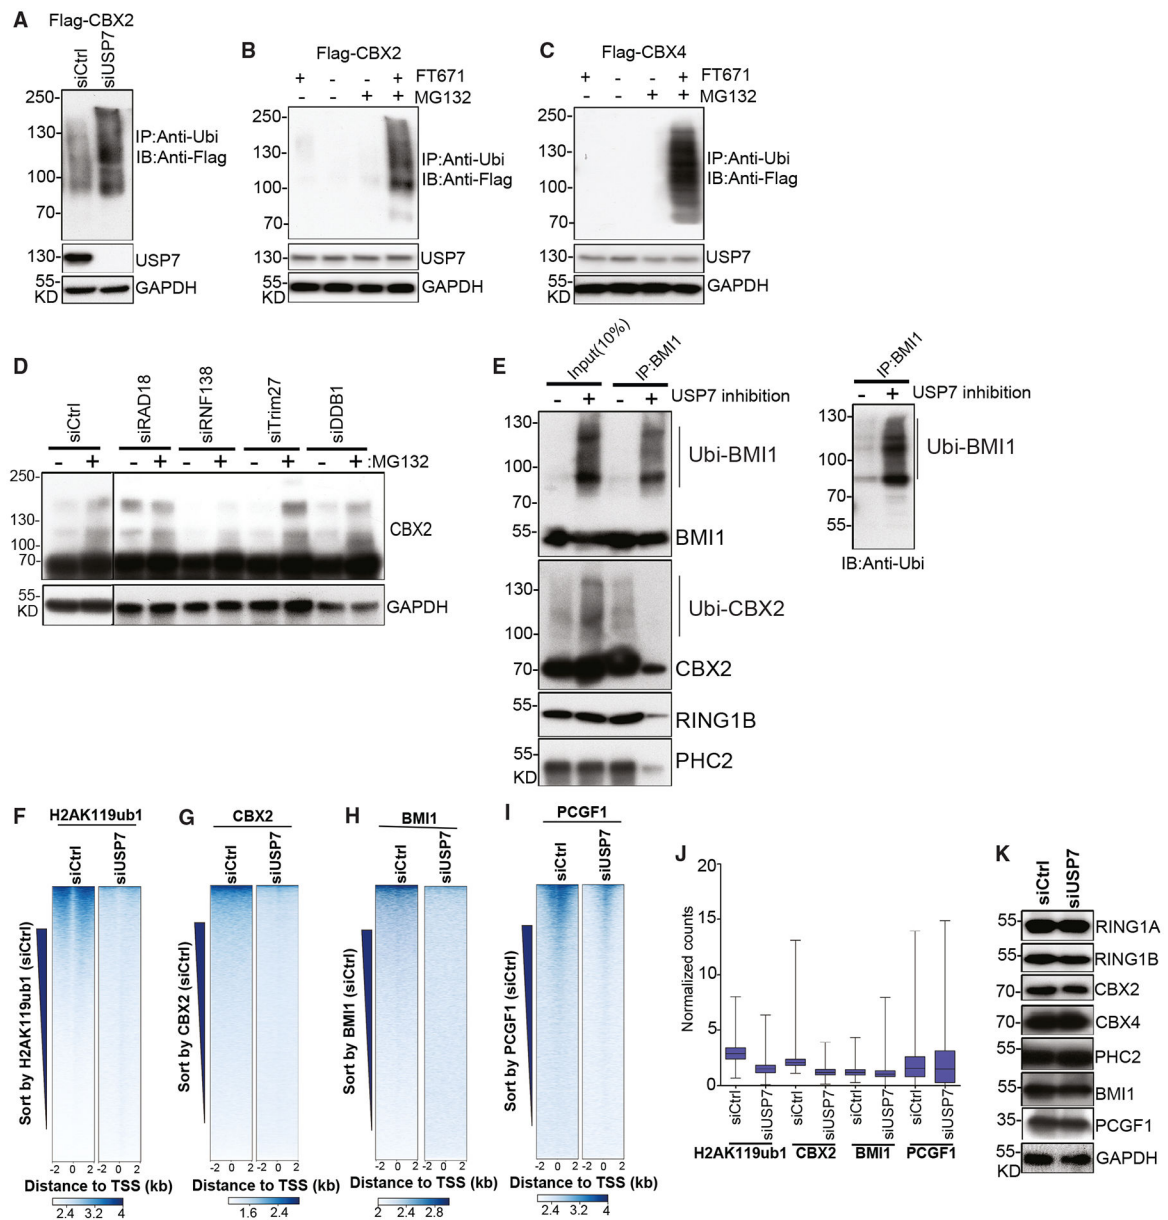 A
Flag-CBX2
siCtrl
siUSP7
250-
130-
100-
70-
IP:Anti-Ubi
IB:Anti-Flag
130-
USP7
55-
KD
GAPDH
B
Flag-CBX2
+ - - + FT671
- - + + MG132
250-
130-
100-
70-
IP:Anti-Ubi
IB:Anti-Flag
130-
USP7
55-
KD
GAPDH
C
Flag-CBX4
+ - - + FT671
- - + + MG132
250-
130-
100-
70-
IP:Anti-Ubi
IB:Anti-Flag
130-
USP7
55-
KD
GAPDH
D
siCtrl
siRAD18
siRNF138
siTrim27
siDDB1
- + - + - + - + - + :MG132
250-
130-
100-
70-
CBX2
55-
KD
GAPDH
E
Input(10%)
IP:BMI1
- + - + USP7 inhibition
130-
100-
70-
55-
Ubi-BMI1
BMI1
130-
100-
70-
Ubi-CBX2
CBX2
55-
RING1B
55-
KD
PHC2
IP:BMI1
- + USP7 inhibition
130-
100-
70-
55-
Ubi-BMI1
IB:Anti-Ubi
F
H2AK119ub1
siCtrl
siUSP7
Sort by H2AK119ub1 (siCtrl)
-2 0 2 -2 0 2
Distance to TSS (kb)
2.4 3.2 4
G
CBX2
siCtrl
siUSP7
Sort by CBX2 (siCtrl)
-2 0 2 -2 0 2
Distance to TSS (kb)
1.6 2.4
H
BMI1
siCtrl
siUSP7
Sort by BMI1 (siCtrl)
-2 0 2 -2 0 2
Distance to TSS (kb)
2 2.4 2.8
I
PCGF1
siCtrl
siUSP7
Sort by PCGF1 (siCtrl)
-2 0 2 -2 0 2
Distance to TSS (kb)
2.4 3.2 4
J
Normalized counts
20
15
10
5
0
siCtrl
siUSP7
siCtrl
siUSP7
siCtrl
siUSP7
siCtrl
siUSP7
H2AK119ub1 CBX2 BMI1 PCGF1
K
siCtrl
siUSP7
55- RING1A
55- RING1B
70- CBX2
70- CBX4
55- PHC2
55- BMI1
35- PCGF1
55-
KD
GAPDH